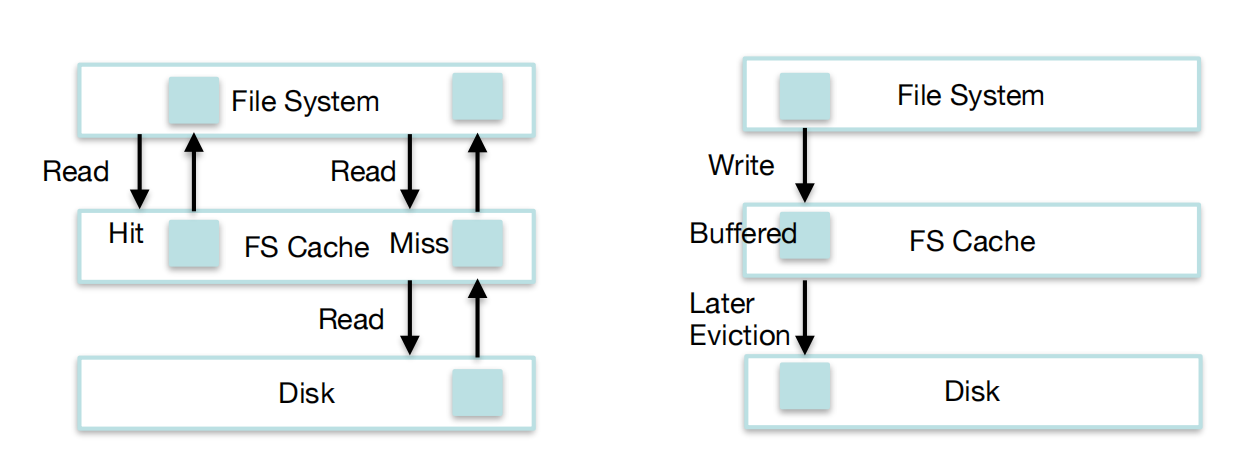 File System
Read
Read
Hit
FS Cache
Miss
Read
Disk
File System
Write
Buffered
FS Cache
Later
Eviction
Disk